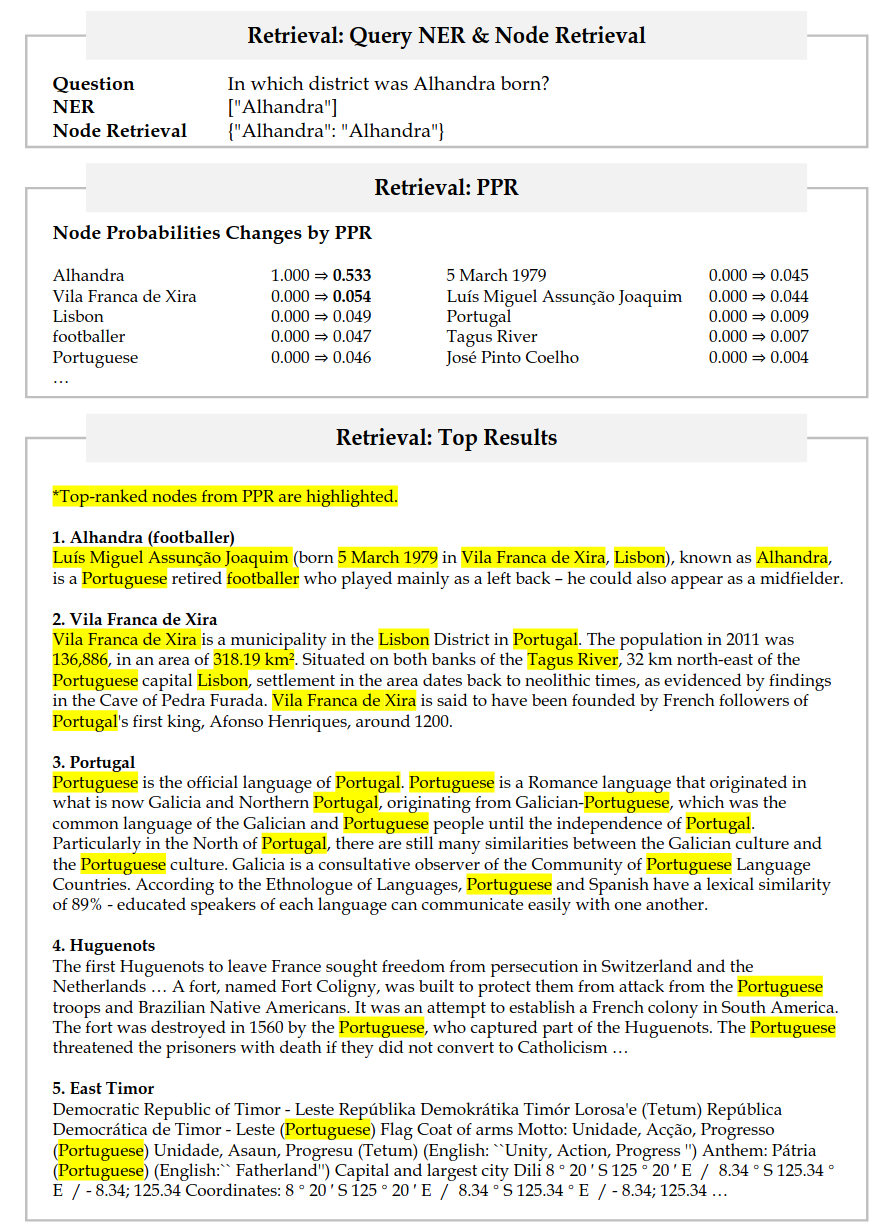 Retrieval: Query NER & Node Retrieval
Question In which district was Alhandra born?
NER ["Alhandra"]
Node Retrieval {"Alhandra": "Alhandra"}
Retrieval: PPR
Node Probabilities Changes by PPR
Alhandra 1.000 ⇒ 0.533 5 March 1979 0.000 ⇒ 0.045
Vila Franca de Xira 0.000 ⇒ 0.054 Luís Miguel Assunção Joaquim 0.000 ⇒ 0.044
Lisbon 0.000 ⇒ 0.049 Portugal 0.000 ⇒ 0.009
footballer 0.000 ⇒ 0.047 Tagus River 0.000 ⇒ 0.007
Portuguese 0.000 ⇒ 0.046 José Pinto Coelho 0.000 ⇒ 0.004
…
Retrieval: Top Results
*Top-ranked nodes from PPR are highlighted.
1. Alhandra (footballer)
Luís Miguel Assunção Joaquim (born 5 March 1979 in Vila Franca de Xira, Lisbon), known as Alhandra,
is a Portuguese retired footballer who played mainly as a left back – he could also appear as a midfielder.
2. Vila Franca de Xira
Vila Franca de Xira is a municipality in the Lisbon District in Portugal. The population in 2011 was
136,886, in an area of 318.19 km². Situated on both banks of the Tagus River, 32 km north-east of the
Portuguese capital Lisbon, settlement in the area dates back to neolithic times, as evidenced by findings
in the Cave of Pedra Furada. Vila Franca de Xira is said to have been founded by French followers of
Portugal's first king, Afonso Henriques, around 1200.
3. Portugal
Portuguese is the official language of Portugal. Portuguese is a Romance language that originated in
what is now Galicia and Northern Portugal, originating from Galician-Portuguese, which was the
common language of the Galician and Portuguese people until the independence of Portugal.
Particularly in the North of Portugal, there are still many similarities between the Galician culture and
the Portuguese culture. Galicia is a consultative observer of the Community of Portuguese Language
Countries. According to the Ethnologue of Languages, Portuguese and Spanish have a lexical similarity
of 89% - educated speakers of each language can communicate easily with one another.
4. Huguenots
The first Huguenots to leave France sought freedom from persecution in Switzerland and the
Netherlands … A fort, named Fort Coligny, was built to protect them from attack from the Portuguese
troops and Brazilian Native Americans. It was an attempt to establish a French colony in South America.
The fort was destroyed in 1560 by the Portuguese, who captured part of the Huguenots. The Portuguese
threatened the prisoners with death if they did not convert to Catholicism …
5. East Timor
Democratic Republic of Timor - Leste Repúblika Demokrátika Timór Lorosa'e (Tetum) República
Democrática de Timor - Leste (Portuguese) Flag Coat of arms Motto: Unidade, Acção, Progresso
(Portuguese) Unidade, Asaun, Progresu (Tetum) (English: ``Unity, Action, Progress ") Anthem: Pátria
(Portuguese) (English:`` Fatherland") Capital and largest city Dili 8 ° 20 ′ S 125 ° 20 ′ E / 8.34 ° S 125.34 °
E / - 8.34; 125.34 Coordinates: 8 ° 20 ′ S 125 ° 20 ′ E / 8.34 ° S 125.34 ° E / - 8.34; 125.34 …